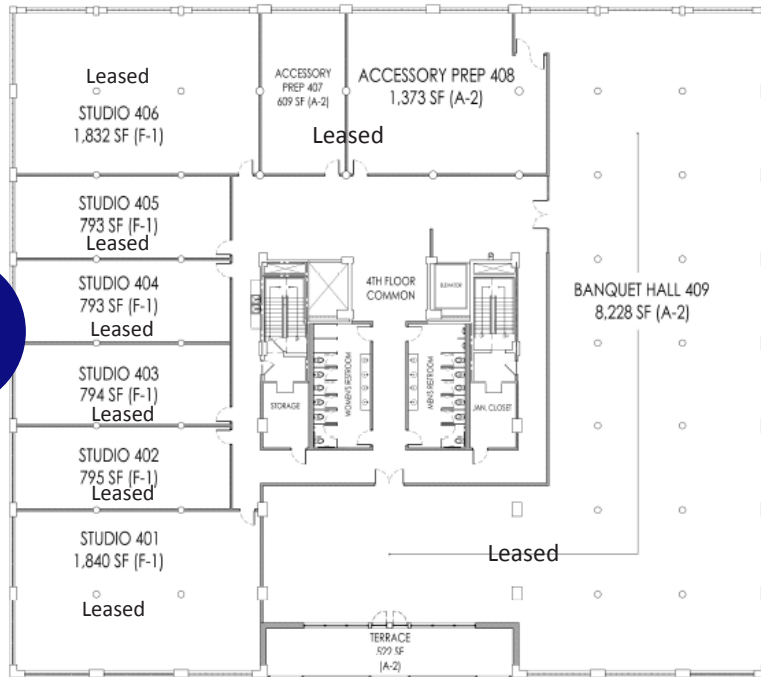 Leased
STUDIO 406
1,832 SF (F-1)
ACCESSORY
PREP 407
609 SF (A-2)
ACCESSORY PREP 408
1,373 SF (A-2)
Leased
STUDIO 405
793 SF (F-1)
Leased
STUDIO 404
793 SF (F-1)
Leased
STUDIO 403
794 SF (F-1)
Leased
STUDIO 402
795 SF (F-1)
Leased
STUDIO 401
1,840 SF (F-1)
Leased
4TH FLOOR
COMMON
ELEVATOR
STORAGE
WOMEN'S RESTROOM
MEN'S RESTROOM
JAN. CLOSET
BANQUET HALL 409
8,228 SF (A-2)
Leased
TERRACE
522 SF
(A-2)